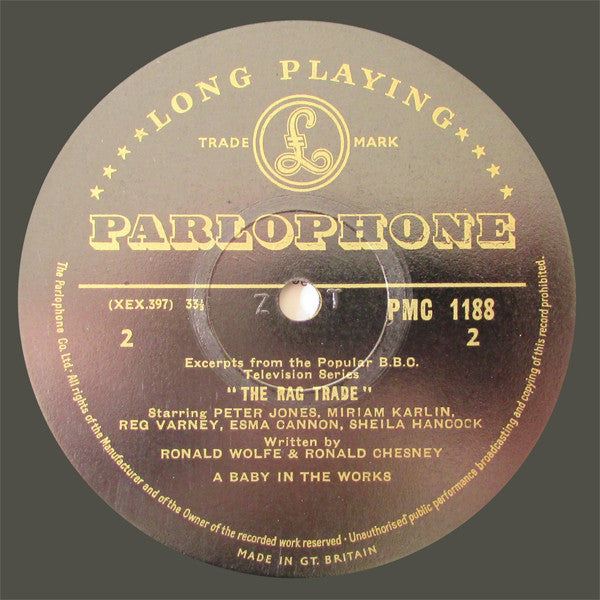 LONG PLAYING
TRADE MARK
£
PARLOPHONE
(XEX.397) 33⅓
PMC 1188
2
2
Z T
Excerpts from the Popular B.B.C.
Television Series
"THE RAG TRADE"
Starring PETER JONES, MIRIAM KARLIN,
REG VARNEY, ESMA CANNON, SHEILA HANCOCK
Written by
RONALD WOLFE & RONALD CHESNEY
A BABY IN THE WORKS
The Parlophone Co. Ltd. · All rights of the Manufacturer and of the Owner of the recorded work reserved · Unauthorised public performance broadcasting and copying of this record prohibited.
MADE IN GT. BRITAIN